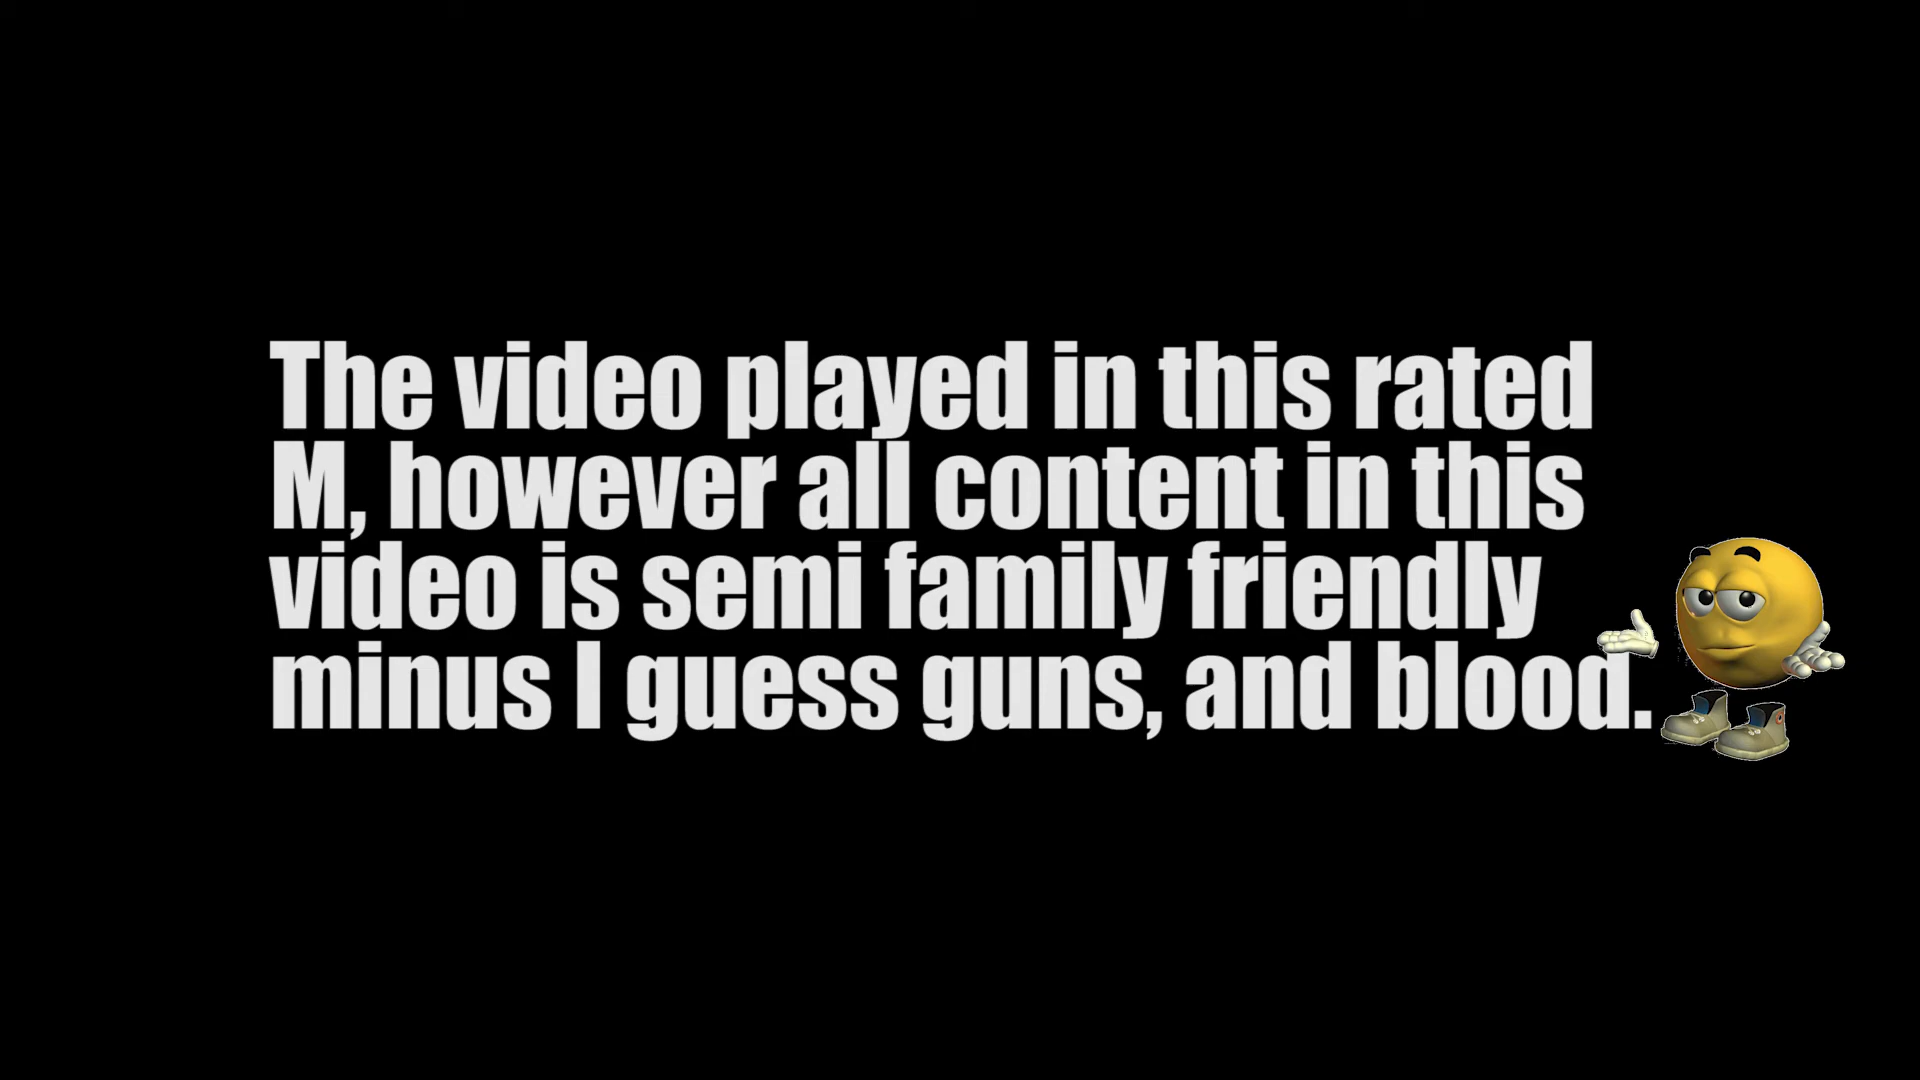 The video played in this rated
M, however all content in this
video is semi family friendly
minus I guess guns, and blood.